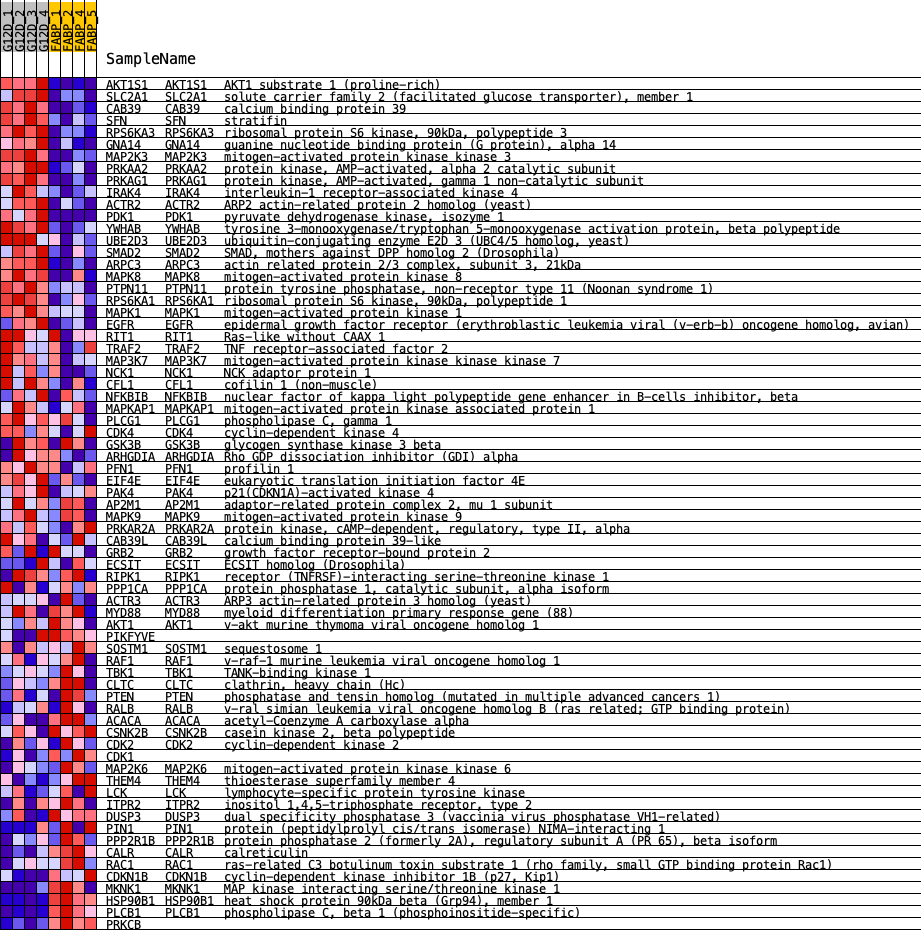 G12D_1
G12D_2
G12D_3
G12D_4
FABP_1
FABP_2
FABP_4
FABP_5
SampleName
AKT1S1 AKT1S1 AKT1 substrate 1 (proline-rich)
SLC2A1 SLC2A1 solute carrier family 2 (facilitated glucose transporter), member 1
CAB39 CAB39 calcium binding protein 39
SFN SFN stratifin
RPS6KA3 RPS6KA3 ribosomal protein S6 kinase, 90kDa, polypeptide 3
GNA14 GNA14 guanine nucleotide binding protein (G protein), alpha 14
MAP2K3 MAP2K3 mitogen-activated protein kinase kinase 3
PRKAA2 PRKAA2 protein kinase, AMP-activated, alpha 2 catalytic subunit
PRKAG1 PRKAG1 protein kinase, AMP-activated, gamma 1 non-catalytic subunit
IRAK4 IRAK4 interleukin-1 receptor-associated kinase 4
ACTR2 ACTR2 ARP2 actin-related protein 2 homolog (yeast)
PDK1 PDK1 pyruvate dehydrogenase kinase, isozyme 1
YWHAB YWHAB tyrosine 3-monooxygenase/tryptophan 5-monooxygenase activation protein, beta polypeptide
UBE2D3 UBE2D3 ubiquitin-conjugating enzyme E2D 3 (UBC4/5 homolog, yeast)
SMAD2 SMAD2 SMAD, mothers against DPP homolog 2 (Drosophila)
ARPC3 ARPC3 actin related protein 2/3 complex, subunit 3, 21kDa
MAPK8 MAPK8 mitogen-activated protein kinase 8
PTPN11 PTPN11 protein tyrosine phosphatase, non-receptor type 11 (Noonan syndrome 1)
RPS6KA1 RPS6KA1 ribosomal protein S6 kinase, 90kDa, polypeptide 1
MAPK1 MAPK1 mitogen-activated protein kinase 1
EGFR EGFR epidermal growth factor receptor (erythroblastic leukemia viral (v-erb-b) oncogene homolog, avian)
RIT1 RIT1 Ras-like without CAAX 1
TRAF2 TRAF2 TNF receptor-associated factor 2
MAP3K7 MAP3K7 mitogen-activated protein kinase kinase kinase 7
NCK1 NCK1 NCK adaptor protein 1
CFL1 CFL1 cofilin 1 (non-muscle)
NFKBIB NFKBIB nuclear factor of kappa light polypeptide gene enhancer in B-cells inhibitor, beta
MAPKAP1 MAPKAP1 mitogen-activated protein kinase associated protein 1
PLCG1 PLCG1 phospholipase C, gamma 1
CDK4 CDK4 cyclin-dependent kinase 4
GSK3B GSK3B glycogen synthase kinase 3 beta
ARHGDIA ARHGDIA Rho GDP dissociation inhibitor (GDI) alpha
PFN1 PFN1 profilin 1
EIF4E EIF4E eukaryotic translation initiation factor 4E
PAK4 PAK4 p21(CDKN1A)-activated kinase 4
AP2M1 AP2M1 adaptor-related protein complex 2, mu 1 subunit
MAPK9 MAPK9 mitogen-activated protein kinase 9
PRKAR2A PRKAR2A protein kinase, cAMP-dependent, regulatory, type II, alpha
CAB39L CAB39L calcium binding protein 39-like
GRB2 GRB2 growth factor receptor-bound protein 2
ECSIT ECSIT ECSIT homolog (Drosophila)
RIPK1 RIPK1 receptor (TNFRSF)-interacting serine-threonine kinase 1
PPP1CA PPP1CA protein phosphatase 1, catalytic subunit, alpha isoform
ACTR3 ACTR3 ARP3 actin-related protein 3 homolog (yeast)
MYD88 MYD88 myeloid differentiation primary response gene (88)
AKT1 AKT1 v-akt murine thymoma viral oncogene homolog 1
PIKFYVE
SQSTM1 SQSTM1 sequestosome 1
RAF1 RAF1 v-raf-1 murine leukemia viral oncogene homolog 1
TBK1 TBK1 TANK-binding kinase 1
CLTC CLTC clathrin, heavy chain (Hc)
PTEN PTEN phosphatase and tensin homolog (mutated in multiple advanced cancers 1)
RALB RALB v-ral simian leukemia viral oncogene homolog B (ras related; GTP binding protein)
ACACA ACACA acetyl-Coenzyme A carboxylase alpha
CSNK2B CSNK2B casein kinase 2, beta polypeptide
CDK2 CDK2 cyclin-dependent kinase 2
CDK1
MAP2K6 MAP2K6 mitogen-activated protein kinase kinase 6
THEM4 THEM4 thioesterase superfamily member 4
LCK LCK lymphocyte-specific protein tyrosine kinase
ITPR2 ITPR2 inositol 1,4,5-triphosphate receptor, type 2
DUSP3 DUSP3 dual specificity phosphatase 3 (vaccinia virus phosphatase VH1-related)
PIN1 PIN1 protein (peptidylprolyl cis/trans isomerase) NIMA-interacting 1
PPP2R1B PPP2R1B protein phosphatase 2 (formerly 2A), regulatory subunit A (PR 65), beta isoform
CALR CALR calreticulin
RAC1 RAC1 ras-related C3 botulinum toxin substrate 1 (rho family, small GTP binding protein Rac1)
CDKN1B CDKN1B cyclin-dependent kinase inhibitor 1B (p27, Kip1)
MKNK1 MKNK1 MAP kinase interacting serine/threonine kinase 1
HSP90B1 HSP90B1 heat shock protein 90kDa beta (Grp94), member 1
PLCB1 PLCB1 phospholipase C, beta 1 (phosphoinositide-specific)
PRKCB